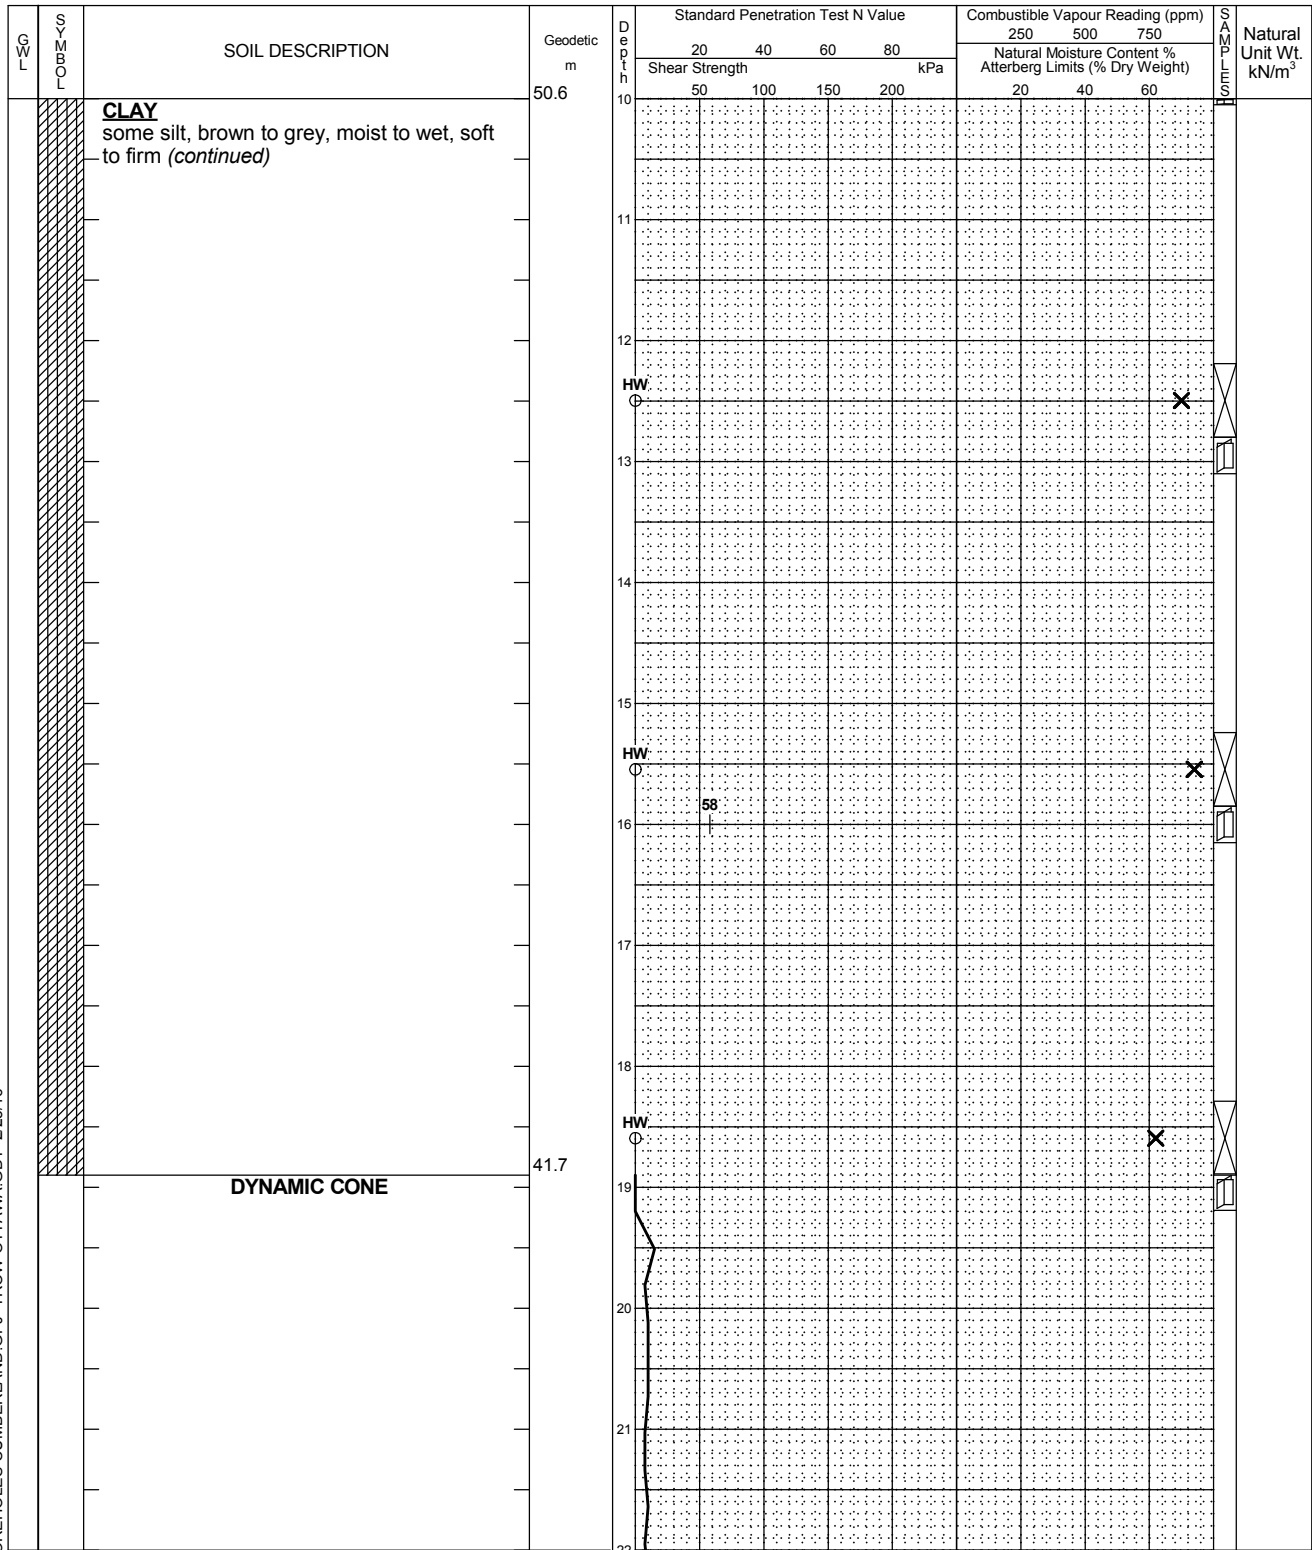 GWL
SYMBOL
SOIL DESCRIPTION
Geodetic
m
50.6
Depth
Standard Penetration Test N Value
20 40 60 80
Shear Strength kPa
50 100 150 200
Combustible Vapour Reading (ppm)
250 500 750
Natural Moisture Content %
Atterberg Limits (% Dry Weight)
20 40 60
SAMPLES
Natural
Unit Wt.
kN/m³
CLAY
some silt, brown to grey, moist to wet, soft
to firm (continued)
10
11
12
HW
13
14
15
HW
58
16
17
18
HW
41.7
DYNAMIC CONE
19
20
21
22